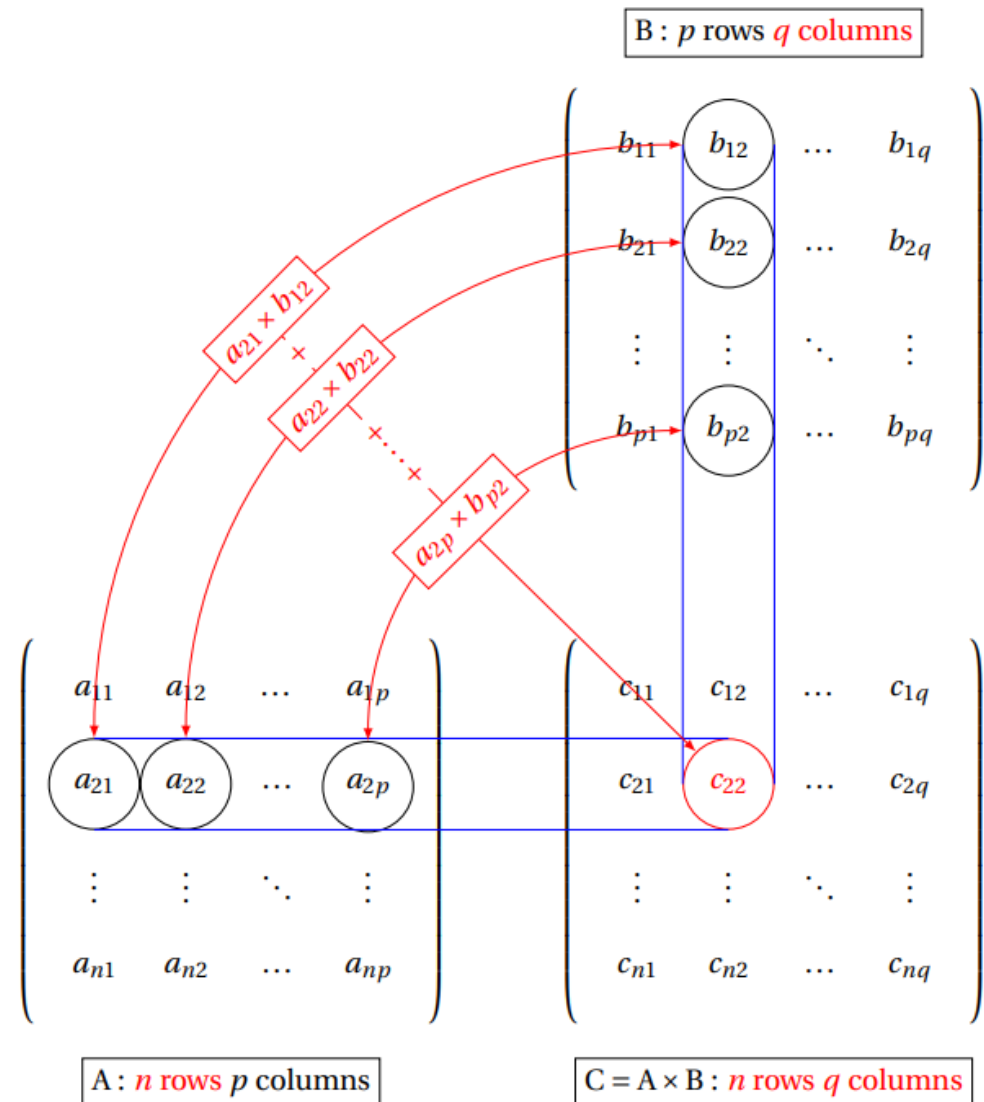 B : p rows q columns
b₁₁ b₁₂ … b₁q
b₂₁ b₂₂ … b₂q
⋮ ⋮ ⋱ ⋮
bₚ₁ bₚ₂ … bₚq
a₂₁ × b₁₂
+
a₂₂ × b₂₂
+……+
a₂ₚ × bₚ₂
a₁₁ a₁₂ … a₁ₚ
a₂₁ a₂₂ … a₂ₚ
⋮ ⋮ ⋱ ⋮
aₙ₁ aₙ₂ … aₙₚ
c₁₁ c₁₂ … c₁q
c₂₁ c₂₂ … c₂q
⋮ ⋮ ⋱ ⋮
cₙ₁ cₙ₂ … cₙq
A : n rows p columns
C = A × B : n rows q columns